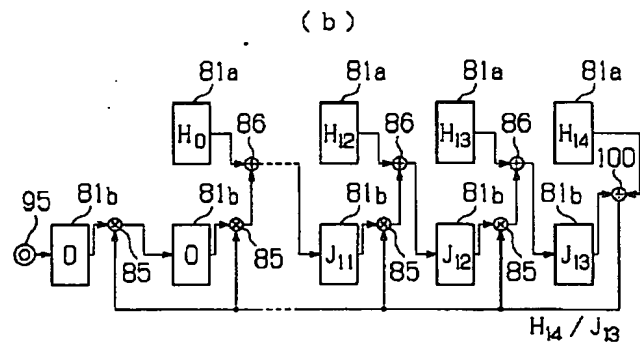 ( b )
81a 81a 81a 81a
H0 86 H12 86 H13 86 H14 100
95 81b 81b 81b 81b 81b
0 85 0 85 J11 85 J12 85 J13
H14 / J13